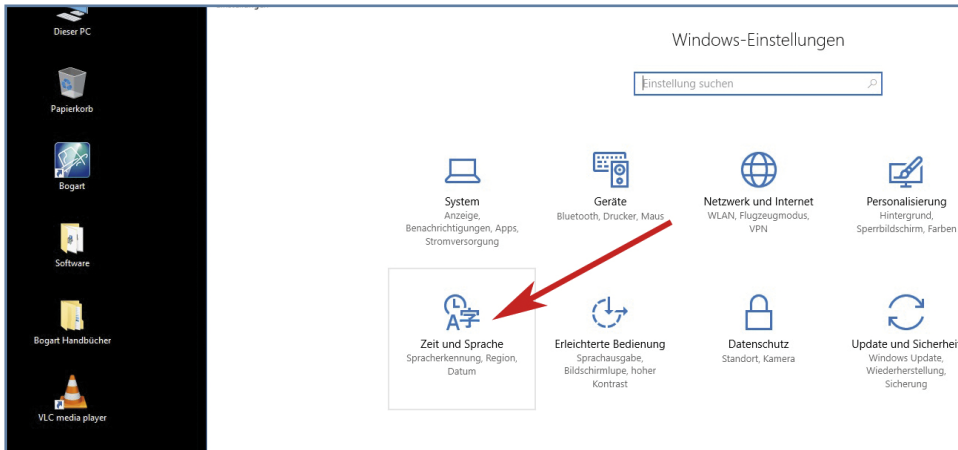 Dieser PC
Papierkorb
Bogart
Software
Bogart Handbücher
VLC media player
Windows-Einstellungen
Einstellung suchen
System
Anzeige,
Benachrichtigungen, Apps,
Stromversorgung
Geräte
Bluetooth, Drucker, Maus
Netzwerk und Internet
WLAN, Flugzeugmodus,
VPN
Personalisierung
Hintergrund,
Sperrbildschirm, Farben
Zeit und Sprache
Spracherkennung, Region,
Datum
Erleichterte Bedienung
Sprachausgabe,
Bildschirmlupe, hoher
Kontrast
Datenschutz
Standort, Kamera
Update und Sicherheit
Windows Update,
Wiederherstellung,
Sicherung